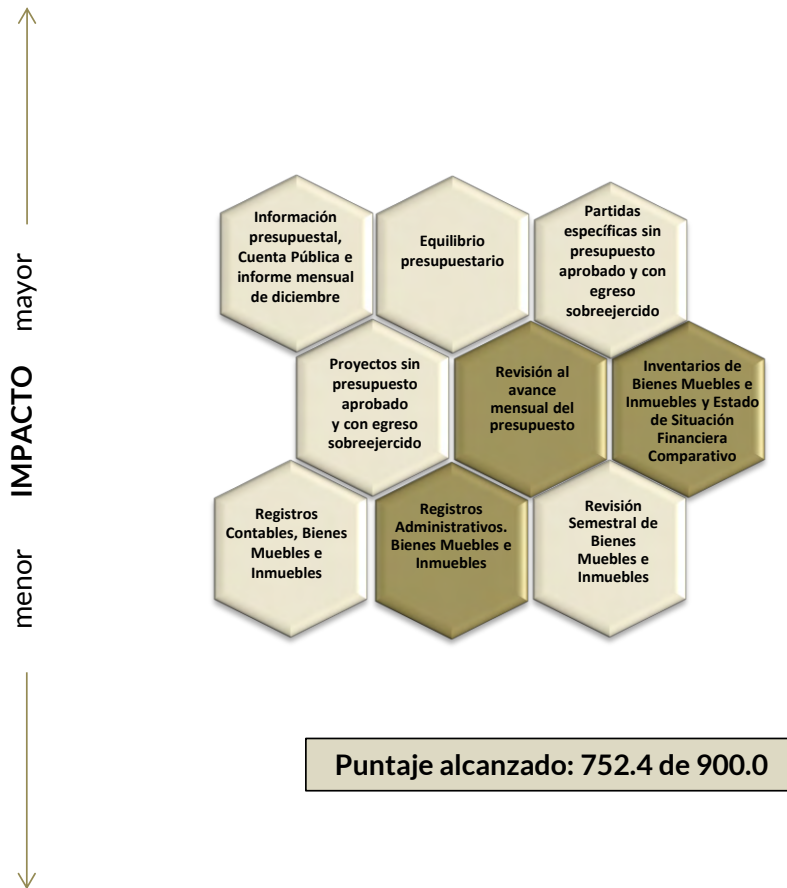 mayor
IMPACTO
menor
Información
presupuestal,
Cuenta Pública e
informe mensual
de diciembre
Equilibrio
presupuestario
Partidas
específicas sin
presupuesto
aprobado y con
egreso
sobreejercido
Proyectos sin
presupuesto
aprobado
y con egreso
sobreejercido
Revisión al
avance
mensual del
presupuesto
Inventarios de
Bienes Muebles e
Inmuebles y Estado
de Situación
Financiera
Comparativo
Registros
Contables, Bienes
Muebles e
Inmuebles
Registros
Administrativos.
Bienes Muebles e
Inmuebles
Revisión
Semestral de
Bienes
Muebles e
Inmuebles
Puntaje alcanzado: 752.4 de 900.0